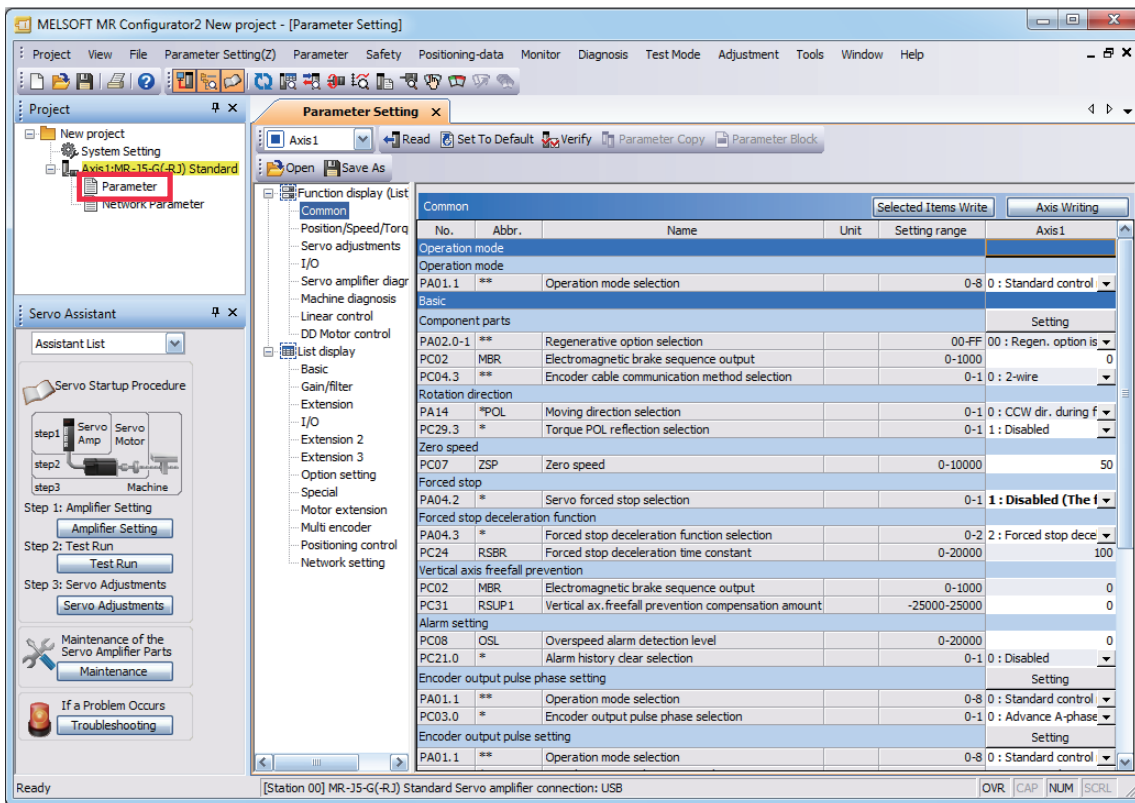 MELSOFT MR Configurator2 New project - [Parameter Setting]
Project View File Parameter Setting(Z) Parameter Safety Positioning-data Monitor Diagnosis Test Mode Adjustment Tools Window Help
Project
New project
System Setting
Axis1:MR-J5-G(-RJ) Standard
Parameter
Network Parameter
Servo Assistant
Assistant List
Servo Startup Procedure
step1 Servo Amp Servo Motor
step2
step3 Machine
Step 1: Amplifier Setting
Amplifier Setting
Step 2: Test Run
Test Run
Step 3: Servo Adjustments
Servo Adjustments
Maintenance of the
Servo Amplifier Parts
Maintenance
If a Problem Occurs
Troubleshooting
Parameter Setting
Axis1 Read Set To Default Verify Parameter Copy Parameter Block
Open Save As
Function display (List
Common
Position/Speed/Torq
Servo adjustments
I/O
Servo amplifier diagr
Machine diagnosis
Linear control
DD Motor control
List display
Basic
Gain/filter
Extension
I/O
Extension 2
Extension 3
Option setting
Special
Motor extension
Multi encoder
Positioning control
Network setting
Common Selected Items Write Axis Writing
No. Abbr. Name Unit Setting range Axis1
Operation mode
Operation mode
PA01.1 ** Operation mode selection 0-8 0 : Standard control
Basic
Component parts Setting
PA02.0-1 ** Regenerative option selection 00-FF 00 : Regen. option is
PC02 MBR Electromagnetic brake sequence output 0-1000 0
PC04.3 ** Encoder cable communication method selection 0-1 0 : 2-wire
Rotation direction
PA14 *POL Moving direction selection 0-1 0 : CCW dir. during f
PC29.3 * Torque POL reflection selection 0-1 1 : Disabled
Zero speed
PC07 ZSP Zero speed 0-10000 50
Forced stop
PA04.2 * Servo forced stop selection 0-1 1 : Disabled (The f
Forced stop deceleration function
PA04.3 * Forced stop deceleration function selection 0-2 2 : Forced stop dece
PC24 RSBR Forced stop deceleration time constant 0-20000 100
Vertical axis freefall prevention
PC02 MBR Electromagnetic brake sequence output 0-1000 0
PC31 RSUP1 Vertical ax.freefall prevention compensation amount -25000-25000 0
Alarm setting
PC08 OSL Overspeed alarm detection level 0-20000 0
PC21.0 * Alarm history clear selection 0-1 0 : Disabled
Encoder output pulse phase setting Setting
PA01.1 ** Operation mode selection 0-8 0 : Standard control
PC03.0 * Encoder output pulse phase selection 0-1 0 : Advance A-phase
Encoder output pulse setting Setting
PA01.1 ** Operation mode selection 0-8 0 : Standard control
Ready [Station 00] MR-J5-G(-RJ) Standard Servo amplifier connection: USB OVR CAP NUM SCRL